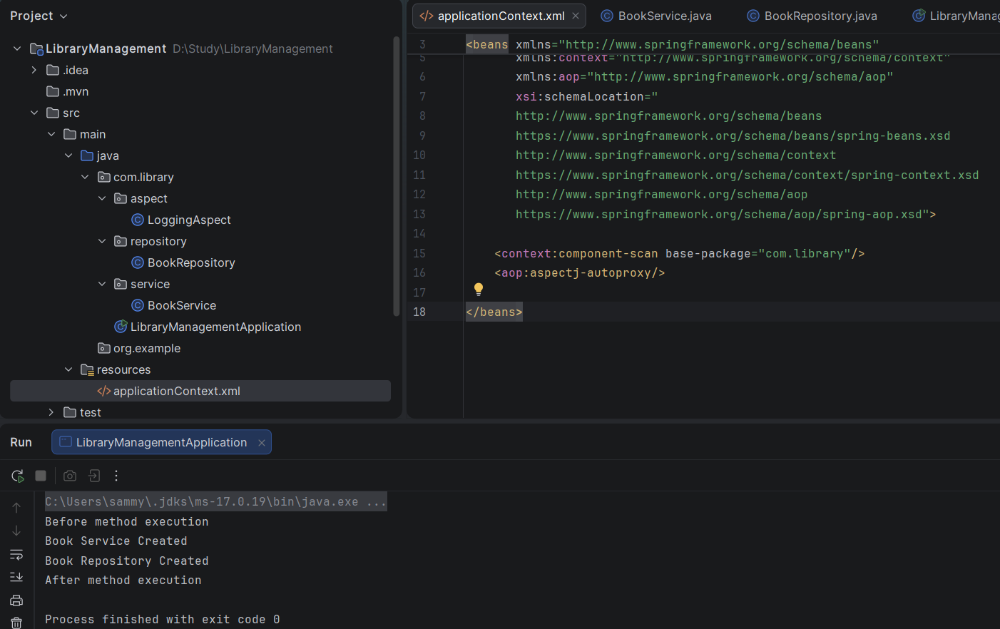 Project
LibraryManagement D:\Study\LibraryManagement
.idea
.mvn
src
main
java
com.library
aspect
LoggingAspect
repository
BookRepository
service
BookService
LibraryManagementApplication
org.example
resources
applicationContext.xml
test
applicationContext.xml BookService.java BookRepository.java LibraryManag
3 <beans xmlns="http://www.springframework.org/schema/beans"
5 xmlns:context="http://www.springframework.org/schema/context"
6 xmlns:aop="http://www.springframework.org/schema/aop"
7 xsi:schemaLocation="
8 http://www.springframework.org/schema/beans
9 https://www.springframework.org/schema/beans/spring-beans.xsd
10 http://www.springframework.org/schema/context
11 https://www.springframework.org/schema/context/spring-context.xsd
12 http://www.springframework.org/schema/aop
13 https://www.springframework.org/schema/aop/spring-aop.xsd">
14
15 <context:component-scan base-package="com.library"/>
16 <aop:aspectj-autoproxy/>
17
18 </beans>
Run LibraryManagementApplication
C:\Users\sammy\.jdks\ms-17.0.19\bin\java.exe ...
Before method execution
Book Service Created
Book Repository Created
After method execution
Process finished with exit code 0